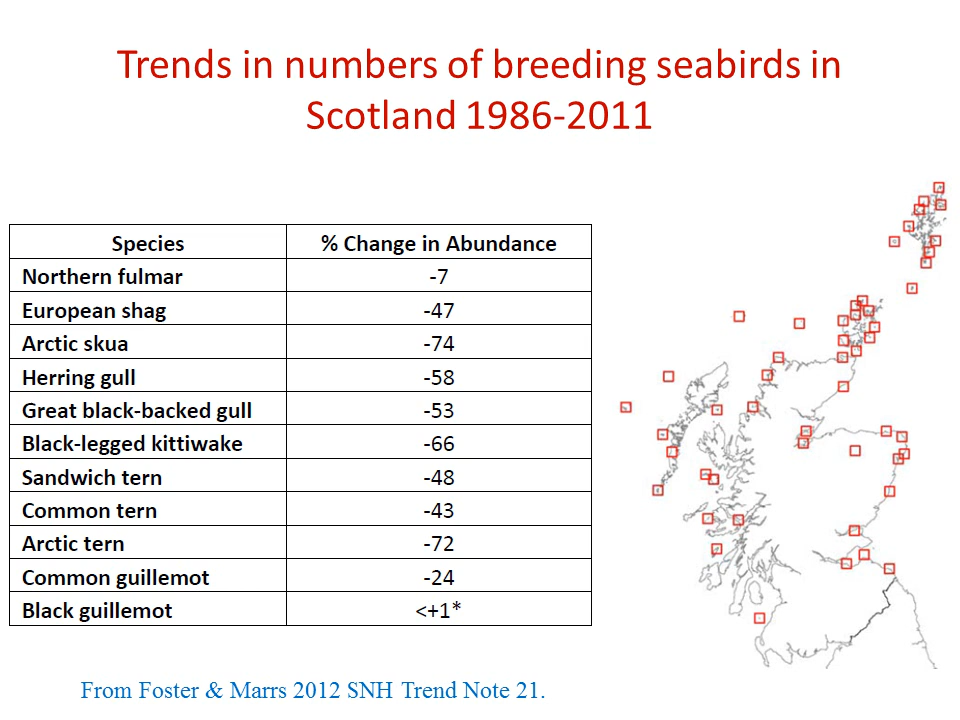 Trends in numbers of breeding seabirds in
Scotland 1986-2011
Species % Change in Abundance
Northern fulmar -7
European shag -47
Arctic skua -74
Herring gull -58
Great black-backed gull -53
Black-legged kittiwake -66
Sandwich tern -48
Common tern -43
Arctic tern -72
Common guillemot -24
Black guillemot <+1*
From Foster & Marrs 2012 SNH Trend Note 21.